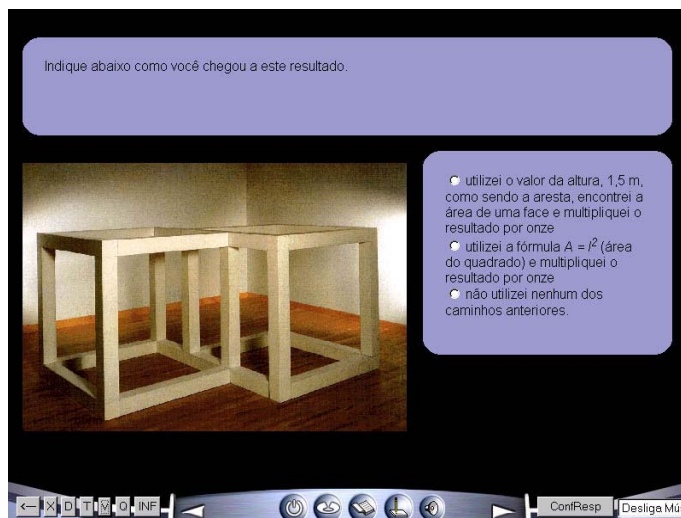 Indique abaixo como você chegou a este resultado.
utilizei o valor da altura, 1,5 m,
como sendo a aresta, encontrei a
área de uma face e multipliquei o
resultado por onze
utilizei a fórmula A = l² (área
do quadrado) e multipliquei o
resultado por onze
não utilizei nenhum dos
caminhos anteriores.
<— X D T M Q INF ConfResp Desliga Mú